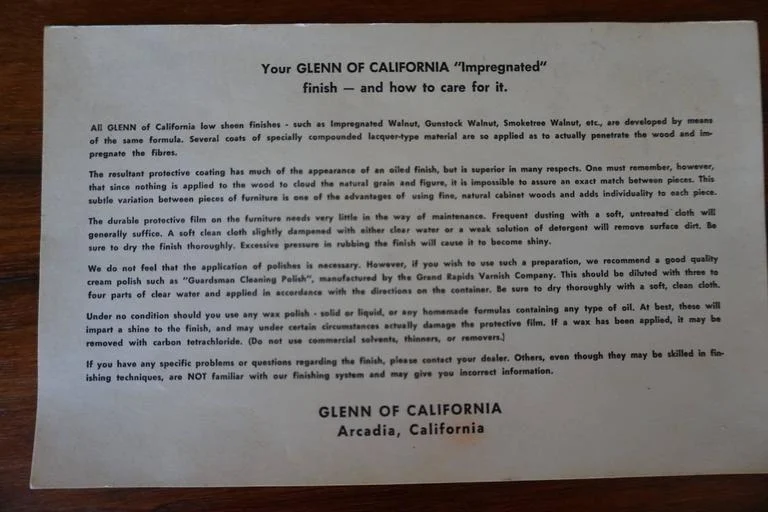 Your GLENN OF CALIFORNIA "Impregnated"
finish — and how to care for it.
All GLENN of California low sheen finishes - such as Impregnated Walnut, Gunstock Walnut, Smoketree Walnut, etc., are developed by means
of the same formula. Several coats of specially compounded lacquer-type material are so applied as to actually penetrate the wood and im-
pregnate the fibres.
The resultant protective coating has much of the appearance of an oiled finish, but is superior in many respects. One must remember, however,
that since nothing is applied to the wood to cloud the natural grain and figure, it is impossible to assure an exact match between pieces. This
subtle variation between pieces of furniture is one of the advantages of using fine, natural cabinet woods and adds individuality to each piece.
The durable protective film on the furniture needs very little in the way of maintenance. Frequent dusting with a soft, untreated cloth will
generally suffice. A soft clean cloth slightly dampened with either clear water or a weak solution of detergent will remove surface dirt. Be
sure to dry the finish thoroughly. Excessive pressure in rubbing the finish will cause it to become shiny.
We do not feel that the application of polishes is necessary. However, if you wish to use such a preparation, we recommend a good quality
cream polish such as "Guardsman Cleaning Polish", manufactured by the Grand Rapids Varnish Company. This should be diluted with three to
four parts of clear water and applied in accordance with the directions on the container. Be sure to dry thoroughly with a soft, clean cloth.
Under no condition should you use any wax polish - solid or liquid, or any homemade formulas containing any type of oil. At best, these will
impart a shine to the finish, and may under certain circumstances actually damage the protective film. If a wax has been applied, it may be
removed with carbon tetrachloride. (Do not use commercial solvents, thinners, or removers.)
If you have any specific problems or questions regarding the finish, please contact your dealer. Others, even though they may be skilled in fin-
ishing techniques, are NOT familiar with our finishing system and may give you incorrect information.
GLENN OF CALIFORNIA
Arcadia, California